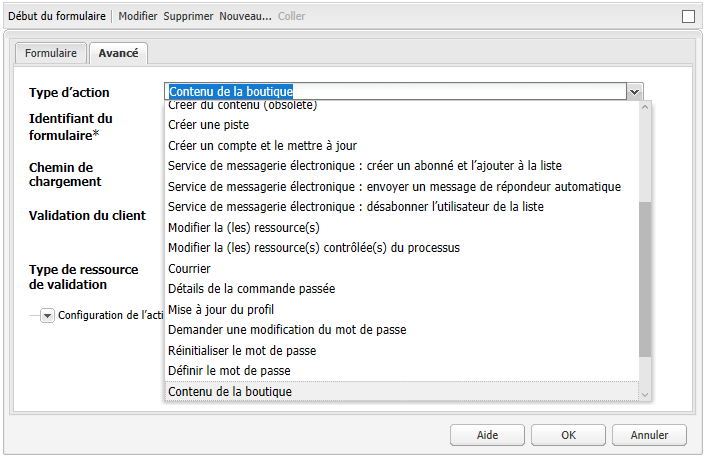 Début du formulaire Modifier Supprimer Nouveau... Coller
Formulaire Avancé
Type d'action Contenu de la boutique
Créer du contenu (obsolète)
Identifiant du
formulaire*
Créer une piste
Créer un compte et le mettre à jour
Chemin de
chargement
Service de messagerie électronique : créer un abonné et l'ajouter à la liste
Service de messagerie électronique : envoyer un message de répondeur automatique
Validation du client
Service de messagerie électronique : désabonner l'utilisateur de la liste
Modifier la (les) ressource(s)
Modifier la (les) ressource(s) contrôlée(s) du processus
Type de ressource
de validation
Courrier
Détails de la commande passée
Configuration de l'acti
Mise à jour du profil
Demander une modification du mot de passe
Réinitialiser le mot de passe
Définir le mot de passe
Contenu de la boutique
Aide OK Annuler